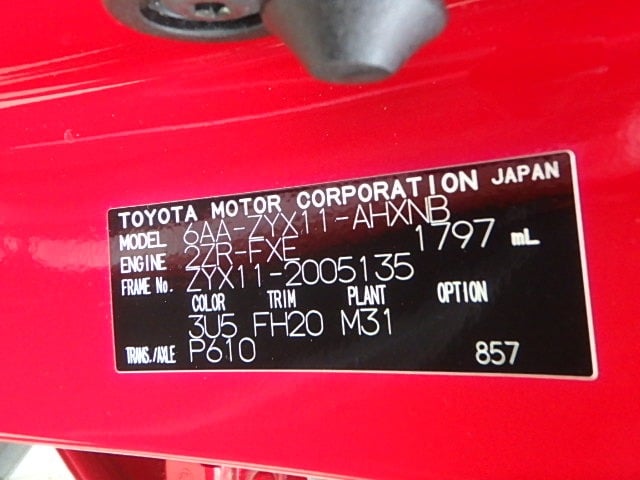 TOYOTA MOTOR CORPORATION JAPAN
MODEL 6AA-ZYX11-AHXNB
ENGINE 2ZR-FXE 1797 mL
FRAME No. ZYX11-2005135
COLOR TRIM PLANT OPTION
3U5 FH20 M31
TRANS./AXLE P610 857